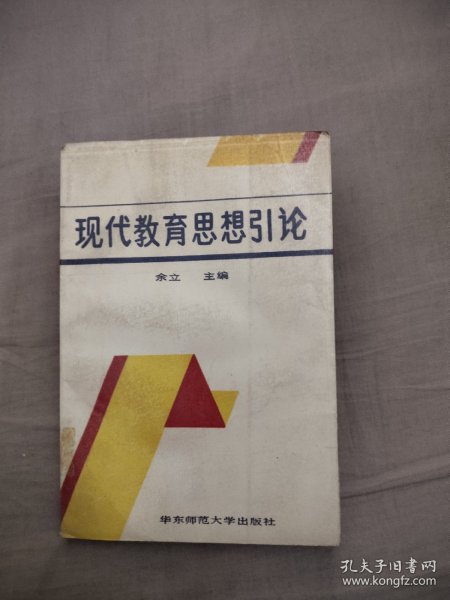 现代教育思想引论
余立 主编
华东师范大学出版社
孔夫子旧书网
www.kongfz.com